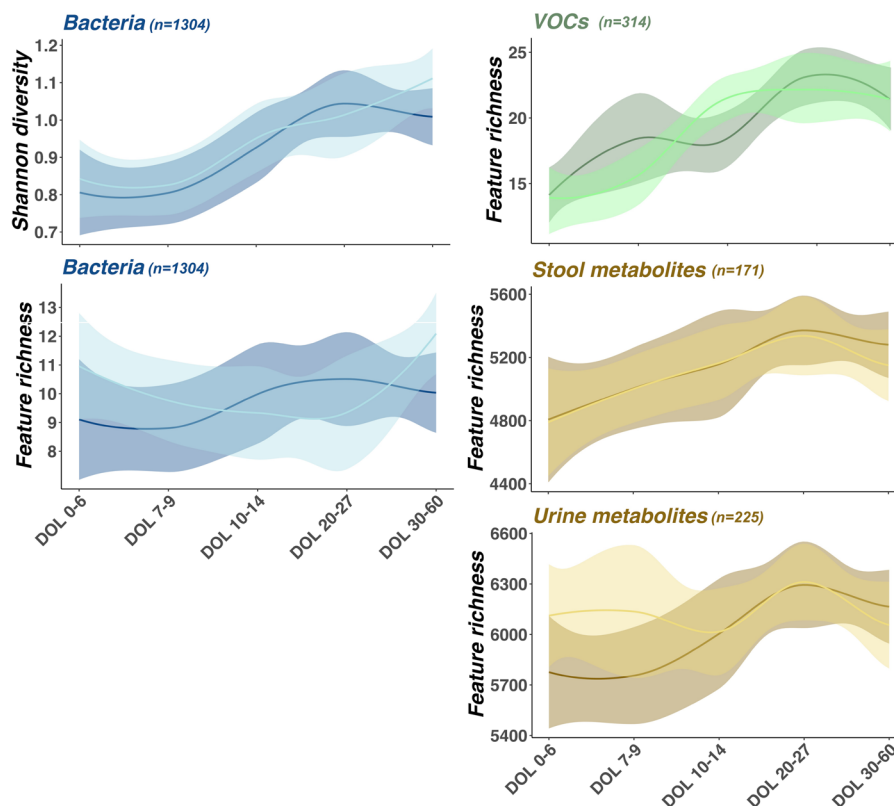 Bacteria (n=1304)
Shannon diversity
1.2
1.1
1.0
0.9
0.8
0.7
Bacteria (n=1304)
Feature richness
13
12
11
10
9
8
DOL 0-6
DOL 7-9
DOL 10-14
DOL 20-27
DOL 30-60
VOCs (n=314)
Feature richness
25
20
15
Stool metabolites (n=171)
Feature richness
5600
5200
4800
4400
Urine metabolites (n=225)
Feature richness
6600
6300
6000
5700
5400
DOL 0-6
DOL 7-9
DOL 10-14
DOL 20-27
DOL 30-60